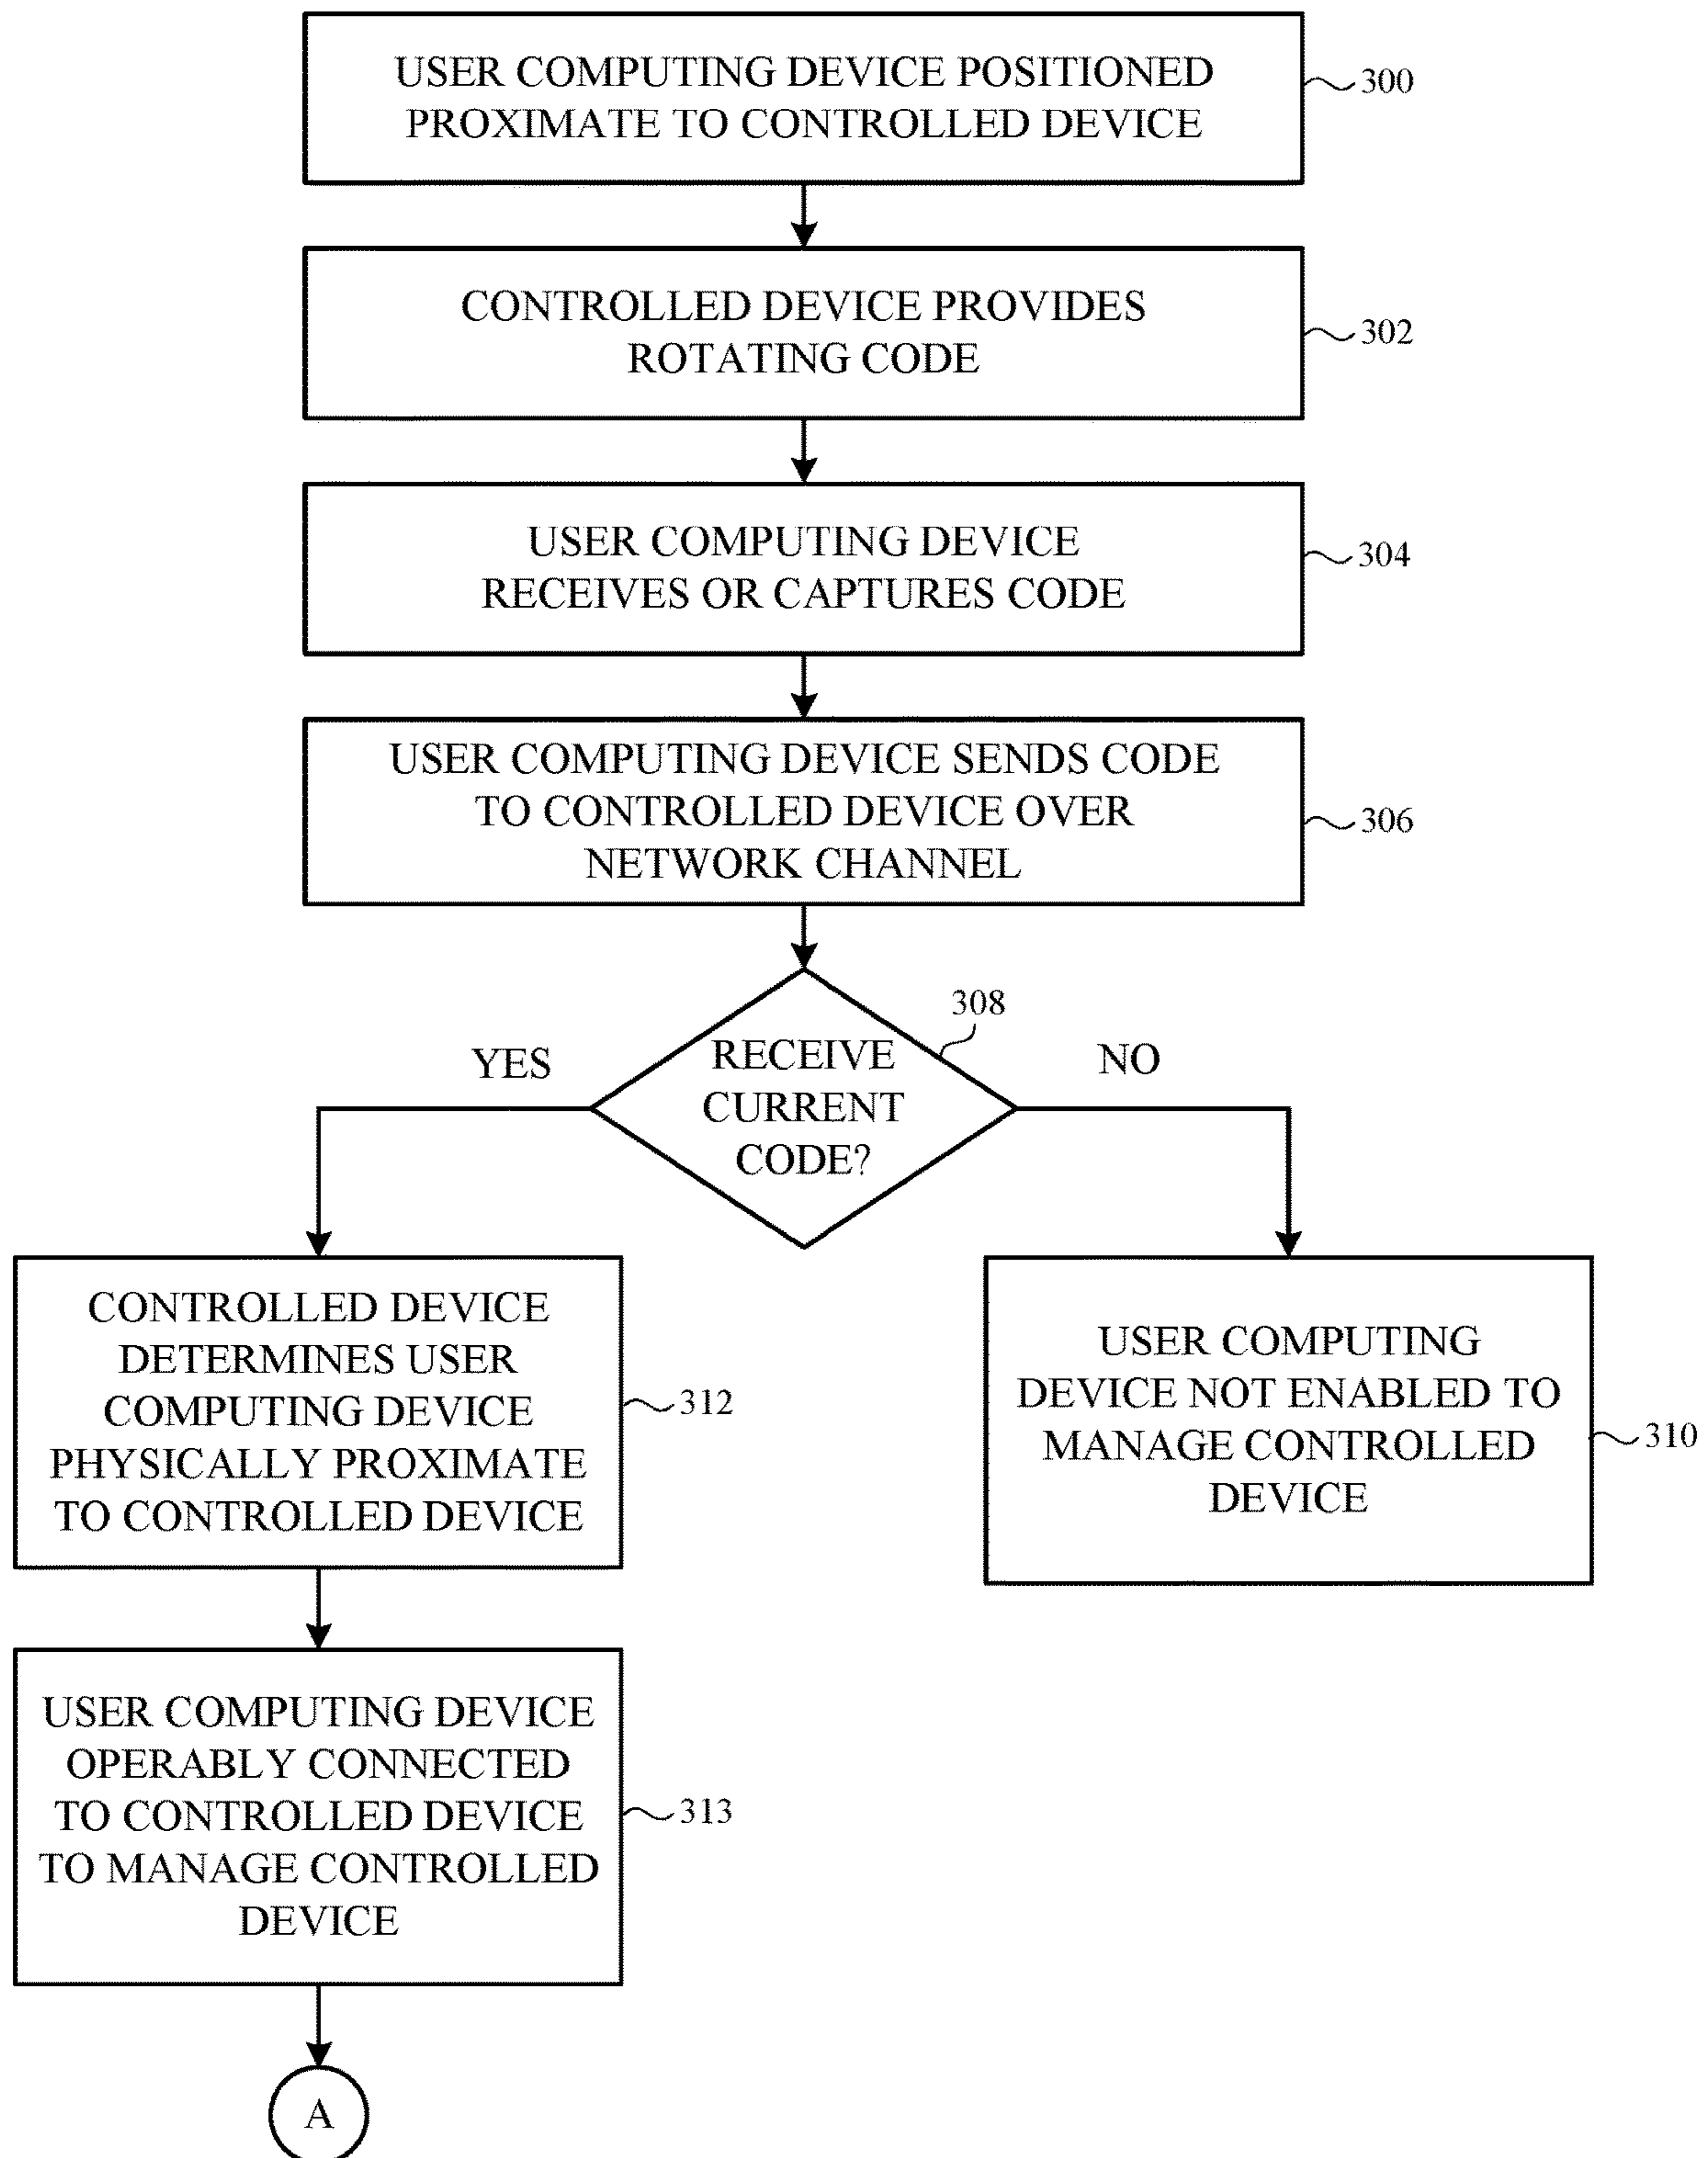 USER COMPUTING DEVICE POSITIONED
PROXIMATE TO CONTROLLED DEVICE
300
CONTROLLED DEVICE PROVIDES
ROTATING CODE
302
USER COMPUTING DEVICE
RECEIVES OR CAPTURES CODE
304
USER COMPUTING DEVICE SENDS CODE
TO CONTROLLED DEVICE OVER
NETWORK CHANNEL
306
308
YES
RECEIVE
CURRENT
CODE?
NO
CONTROLLED DEVICE
DETERMINES USER
COMPUTING DEVICE
PHYSICALLY PROXIMATE
TO CONTROLLED DEVICE
312
USER COMPUTING
DEVICE NOT ENABLED TO
MANAGE CONTROLLED
DEVICE
310
USER COMPUTING DEVICE
OPERABLY CONNECTED
TO CONTROLLED DEVICE
TO MANAGE CONTROLLED
DEVICE
313
A